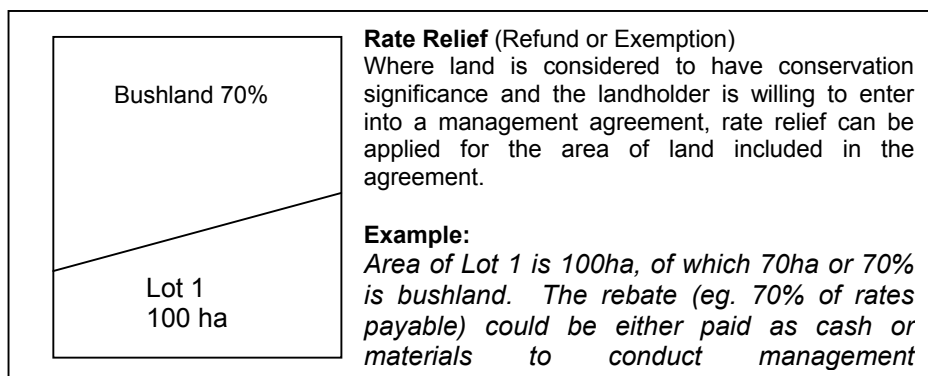 Bushland 70%
Lot 1
100 ha
Rate Relief (Refund or Exemption)
Where land is considered to have conservation
significance and the landholder is willing to enter
into a management agreement, rate relief can be
applied for the area of land included in the
agreement.
Example:
Area of Lot 1 is 100ha, of which 70ha or 70%
is bushland. The rebate (eg. 70% of rates
payable) could be either paid as cash or
materials to conduct management